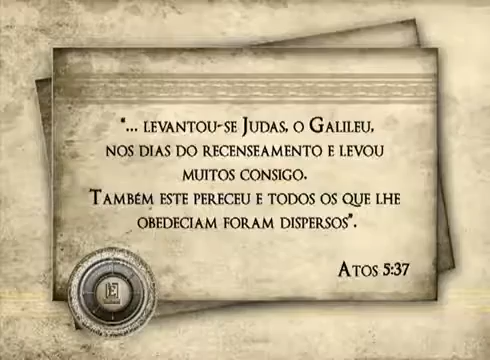 "... levantou-se Judas, o Galileu,
nos dias do recenseamento e levou
muitos consigo.
Também este pereceu e todos os que lhe
obedeciam foram dispersos".
Atos 5:37